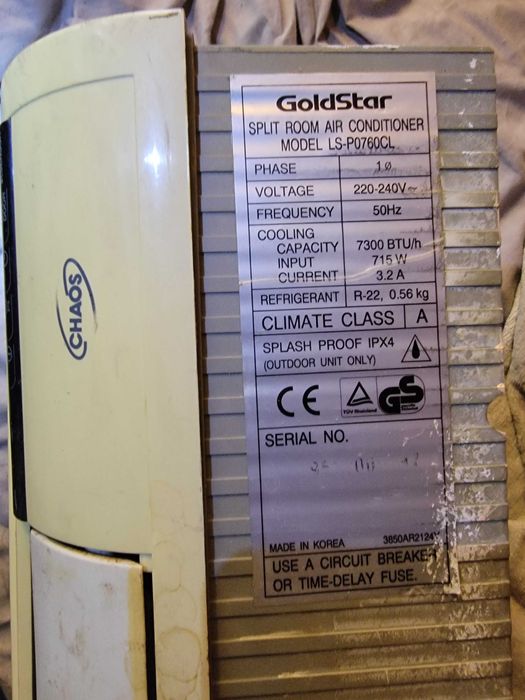 CHAOS
GoldStar
SPLIT ROOM AIR CONDITIONER
MODEL LS-P0760CL
PHASE 1ø
VOLTAGE 220-240V~
FREQUENCY 50Hz
COOLING
CAPACITY 7300 BTU/h
INPUT 715 W
CURRENT 3.2 A
REFRIGERANT R-22, 0.56 kg
CLIMATE CLASS A
SPLASH PROOF IPX4
(OUTDOOR UNIT ONLY)
CE TÜV Rheinland GS
SERIAL NO.
MADE IN KOREA 3850AR2124
USE A CIRCUIT BREAKER
OR TIME-DELAY FUSE.